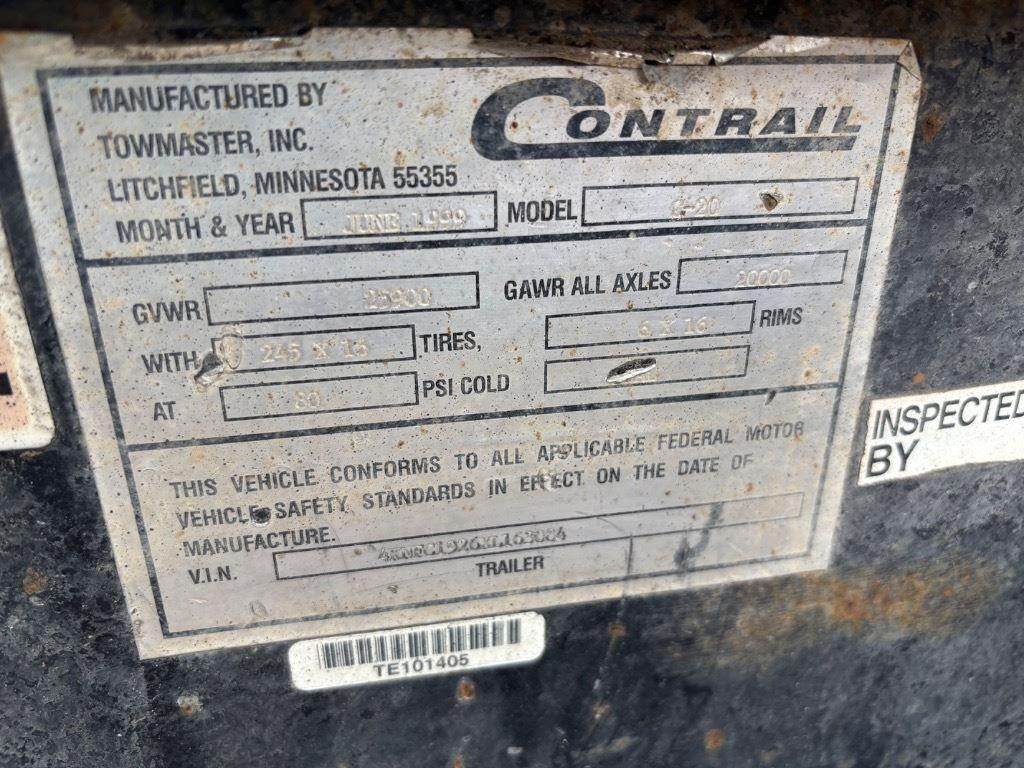 MANUFACTURED BY
TOWMASTER, INC.
LITCHFIELD, MINNESOTA 55355
CONTRAIL
MONTH & YEAR JUNE 1999 MODEL C-20
GVWR 25900 GAWR ALL AXLES 20000
WITH 245 X 16 TIRES, 6 X 16 RIMS
AT 80 PSI COLD
THIS VEHICLE CONFORMS TO ALL APPLICABLE FEDERAL MOTOR
VEHICLE SAFETY STANDARDS IN EFFECT ON THE DATE OF
MANUFACTURE.
V.I.N.
TRAILER
TE101405
INSPECTED
BY